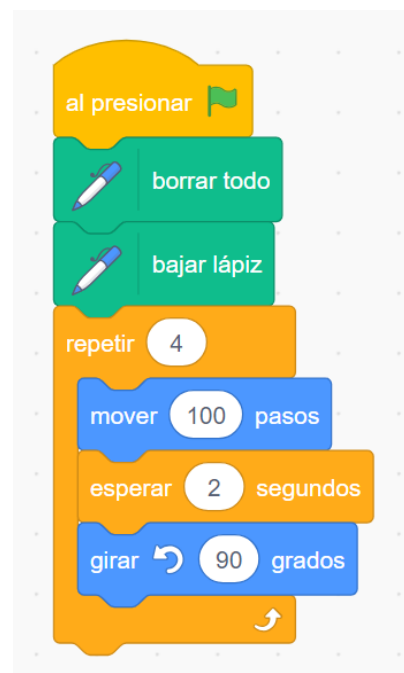 al presionar
borrar todo
bajar lápiz
repetir 4
mover 100 pasos
esperar 2 segundos
girar 90 grados